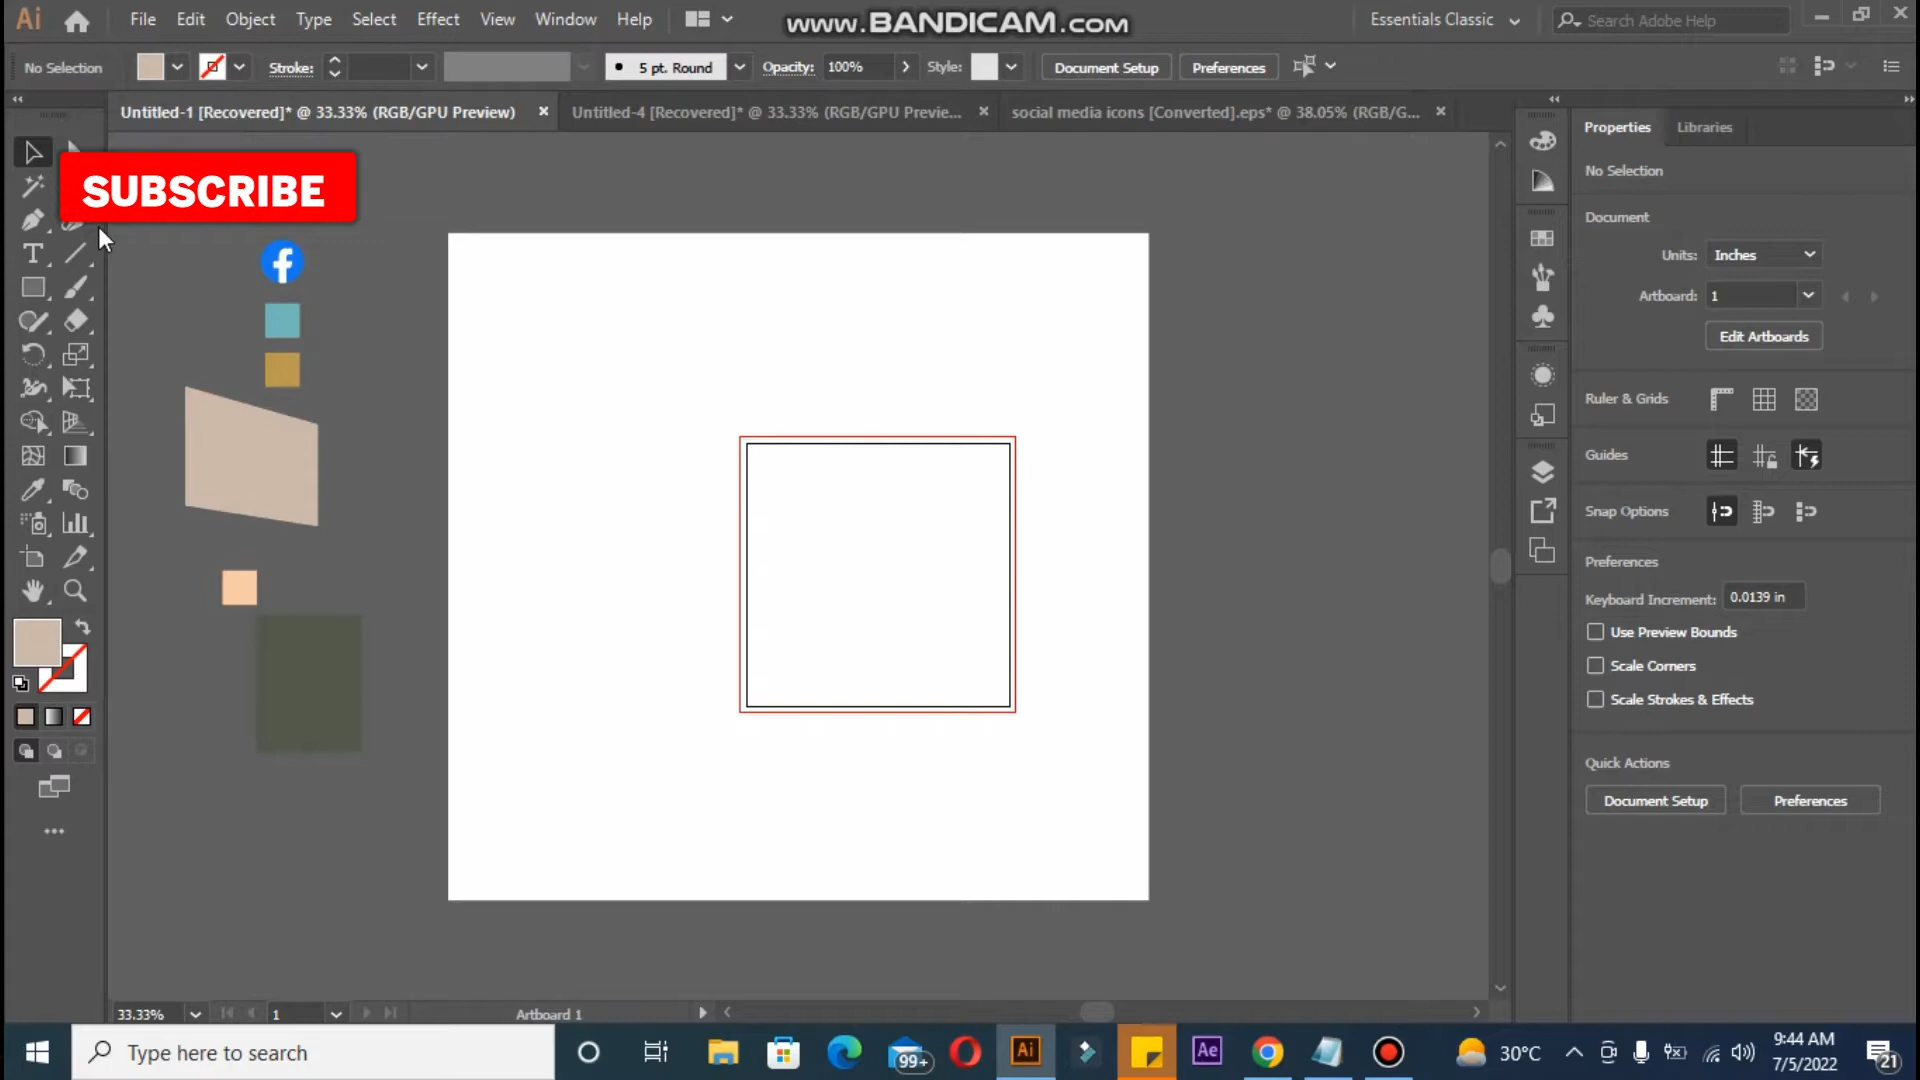 Ai File Edit Object Type Select Effect View Window Help
www.BANDICAM.com
Essentials Classic
Search Adobe Help
No Selection Stroke: 5 pt. Round Opacity: 100% Style: Document Setup Preferences
Untitled-1 [Recovered]* @ 33.33% (RGB/GPU Preview)
Untitled-4 [Recovered]* @ 33.33% (RGB/GPU Previe...
social media icons [Converted].eps* @ 38.05% (RGB/G...
SUBSCRIBE
Properties Libraries
No Selection
Document
Units: Inches
Artboard: 1
Edit Artboards
Ruler & Grids
Guides
Snap Options
Preferences
Keyboard Increment: 0.0139 in
Use Preview Bounds
Scale Corners
Scale Strokes & Effects
Quick Actions
Document Setup Preferences
33.33% 1 Artboard 1
Type here to search
99+
Ai
Ae
30°C
9:44 AM
7/5/2022
21